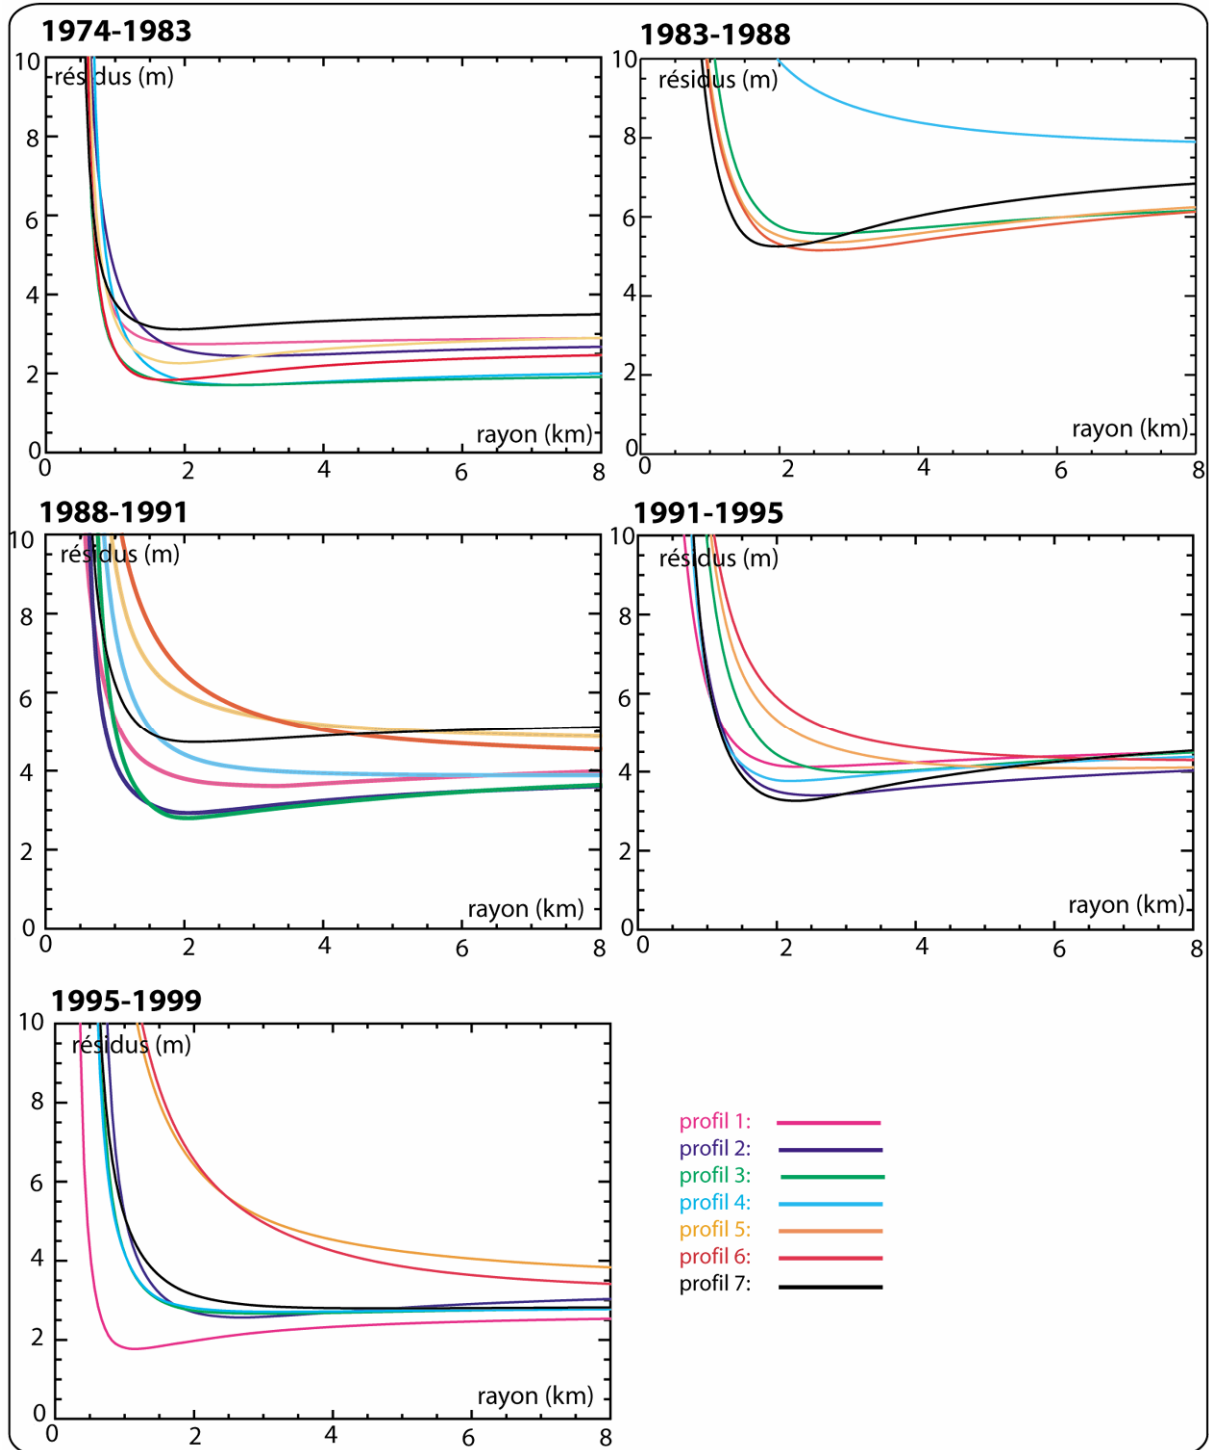 1974-1983
10
résidus (m)
8
6
4
2
0
rayon (km)
0 2 4 6 8
1983-1988
10
résidus (m)
8
6
4
2
0
rayon (km)
0 2 4 6 8
1988-1991
10
résidus (m)
8
6
4
2
0
rayon (km)
0 2 4 6 8
1991-1995
10
résidus (m)
8
6
4
2
0
rayon (km)
0 2 4 6 8
1995-1999
10
résidus (m)
8
6
4
2
0
rayon (km)
0 2 4 6 8
profil 1:
profil 2:
profil 3:
profil 4:
profil 5:
profil 6:
profil 7: